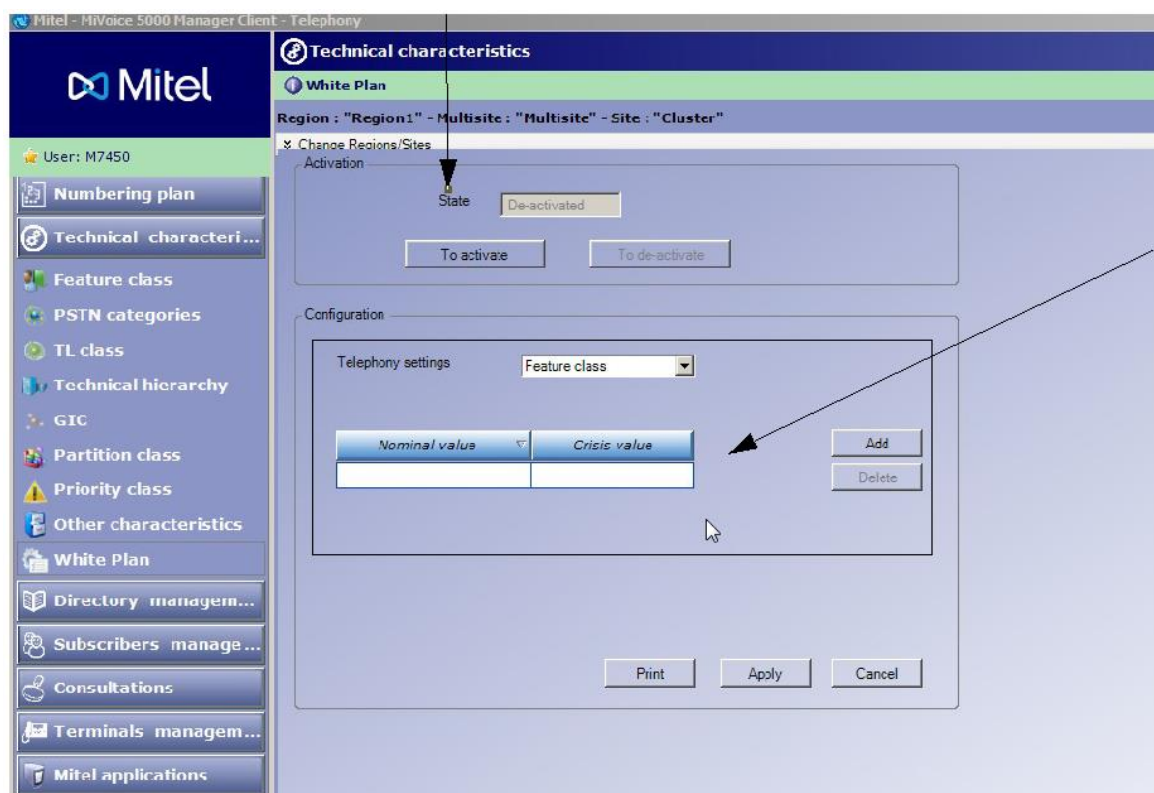 Mitel - MiVoice 5000 Manager Client - Telephony
Mitel
User: M7450
Numbering plan
Technical characteri...
Feature class
PSTN categories
TL class
Technical hierarchy
GIC
Partition class
Priority class
Other characteristics
White Plan
Directory managem...
Subscribers manage...
Consultations
Terminals managem...
Mitel applications
Technical characteristics
White Plan
Region : "Region1" - Multisite : "Multisite" - Site : "Cluster"
Change Regions/Sites
Activation
State De-activated
To activate To de-activate
Configuration
Telephony settings Feature class
Nominal value Crisis value Add
Delete
Print Apply Cancel